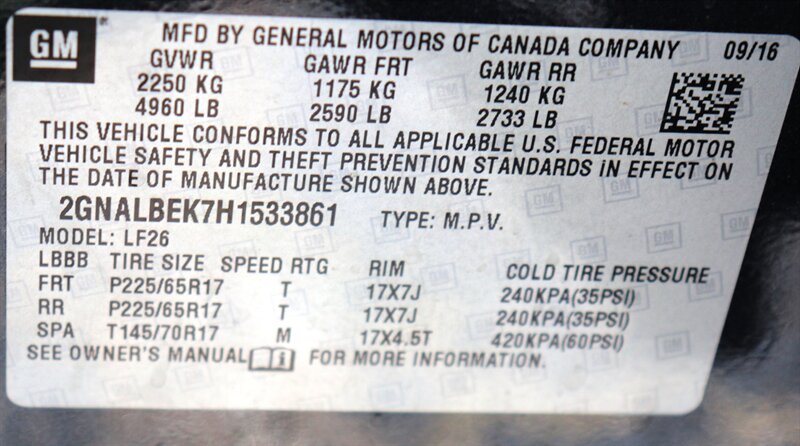 GM
MFD BY GENERAL MOTORS OF CANADA COMPANY 09/16
GVWR GAWR FRT GAWR RR
2250 KG 1175 KG 1240 KG
4960 LB 2590 LB 2733 LB
THIS VEHICLE CONFORMS TO ALL APPLICABLE U.S. FEDERAL MOTOR
VEHICLE SAFETY AND THEFT PREVENTION STANDARDS iN EFFECT ON
THE DATE OF MANUFACTURE SHOWN ABOVE.
2GNALBEK7H1533861 TYPE: M.P.V.
MODEL: LF26
LBBB TIRE SIZE SPEED RTG RIM COLD TIRE PRESSURE
FRT P225/65R17 T 17X7J 240KPA(35PSI)
RR P225/65R17 T 17X7J 240KPA(35PSI)
SPA T145/70R17 M 17X4.5T 420KPA(60PSI)
SEE OWNER'S MANUAL i FOR MORE INFORMATION.